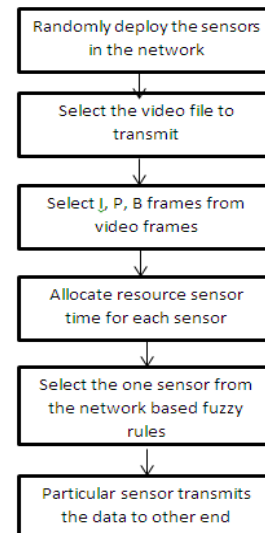 Randomly deploy the sensors
in the network
Select the video file to
transmit
Select I, P, B frames from
video frames
Allocate resource sensor
time for each sensor
Select the one sensor from
the network based fuzzy
rules
Particular sensor transmits
the data to other end